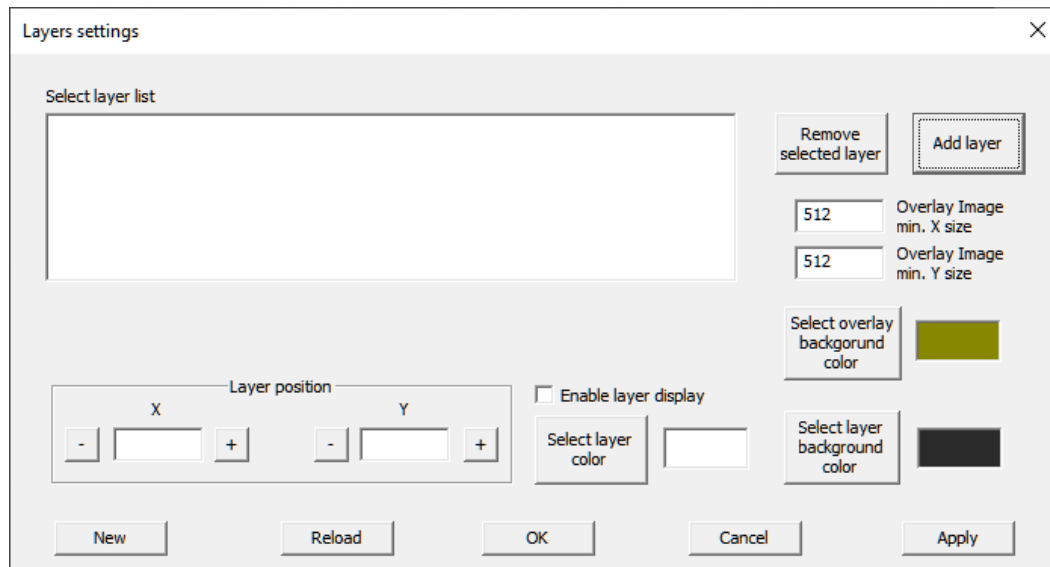 Layers settings
Select layer list
Remove
selected layer
Add layer
512
Overlay Image
min. X size
512
Overlay Image
min. Y size
Select overlay
backgorund
color
Layer position
X
Y
-
+
-
+
Enable layer display
Select layer
color
Select layer
background
color
New
Reload
OK
Cancel
Apply